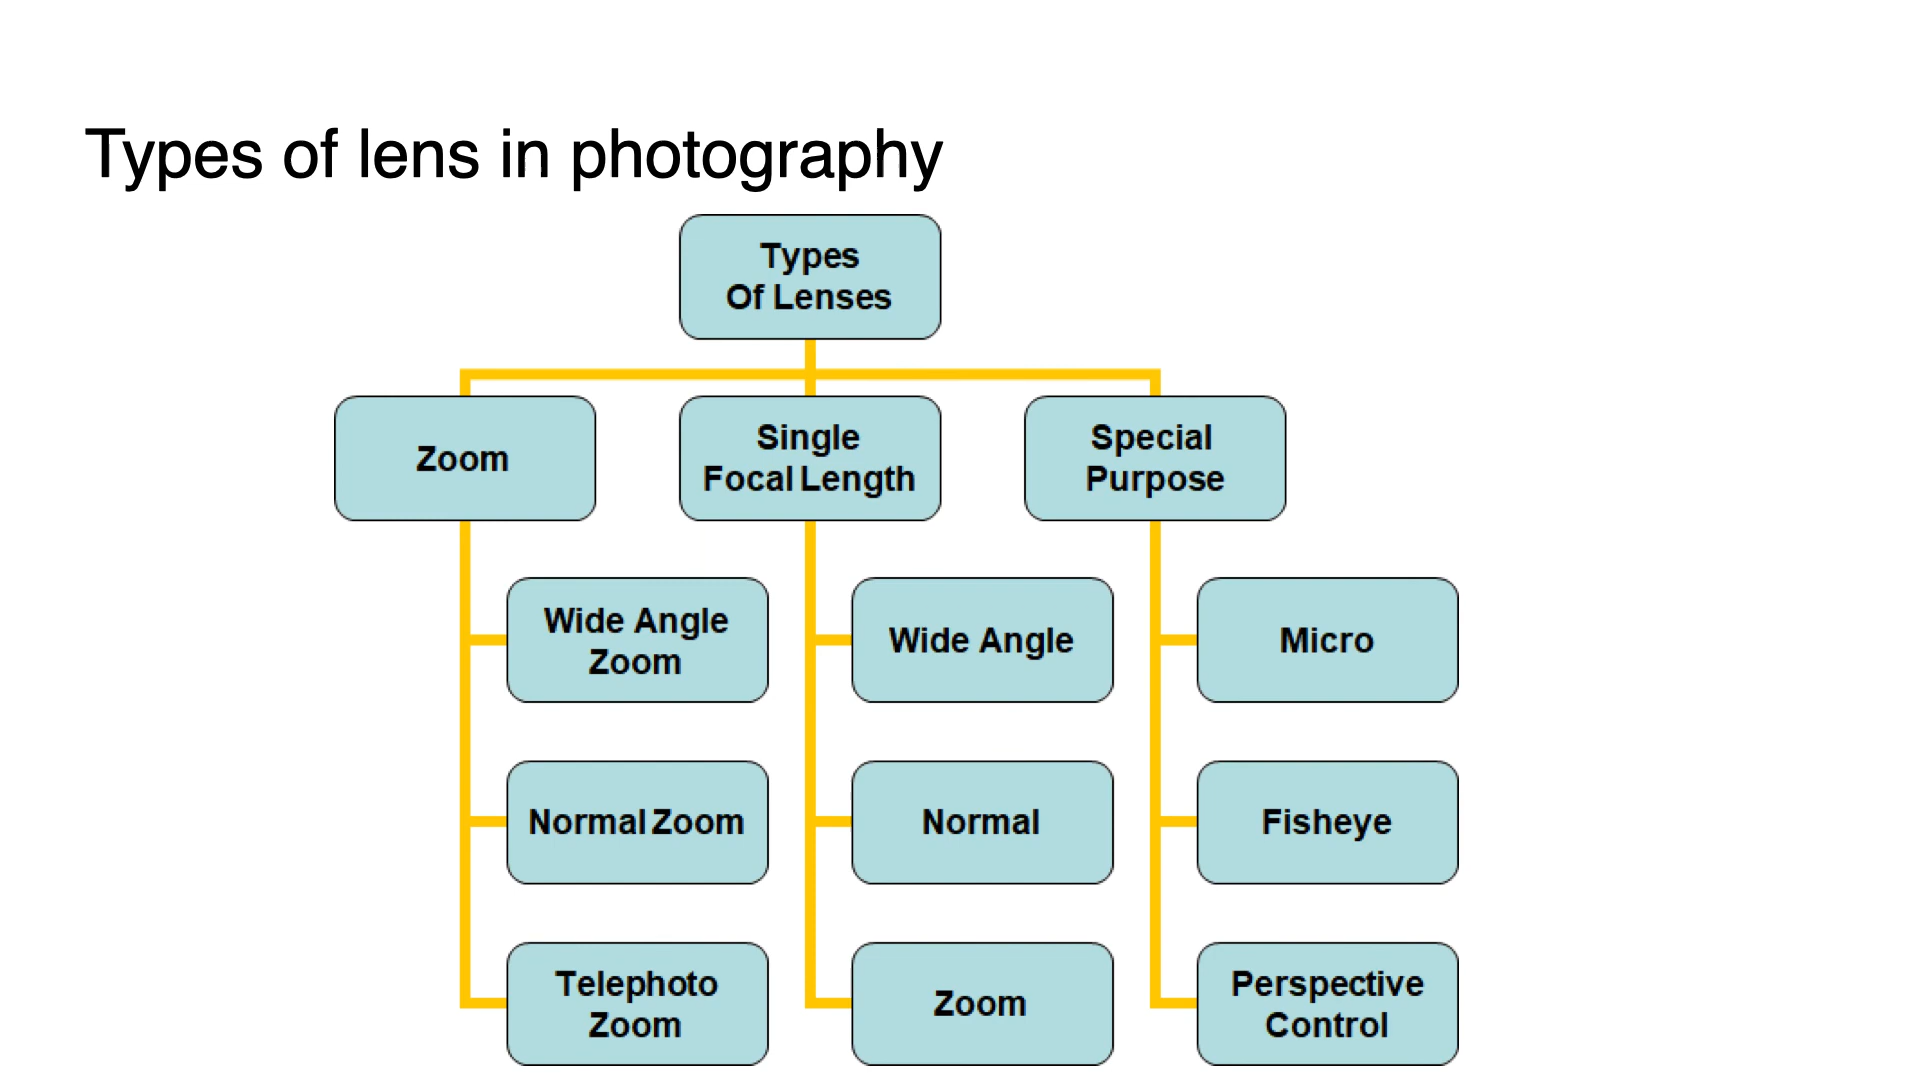 Types of lens in photography
Types
Of Lenses
Zoom
Single
Focal Length
Special
Purpose
Wide Angle
Zoom
Wide Angle
Micro
Normal Zoom
Normal
Fisheye
Telephoto
Zoom
Zoom
Perspective
Control